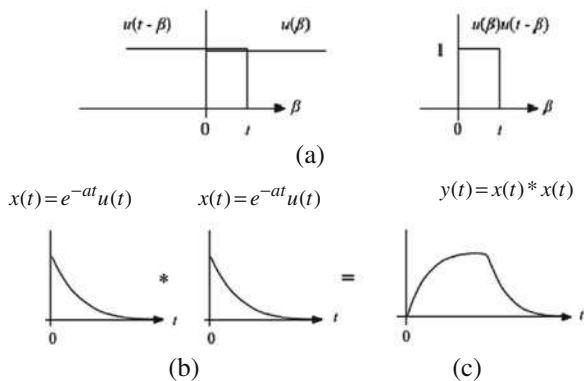 u(t - β) u(β)
0 t β
1 u(β)u(t - β)
0 t β
(a)
x(t) = e^{-at} u(t) x(t) = e^{-at} u(t) y(t) = x(t) * x(t)
* =
0 t 0 t 0 t
(b) (c)